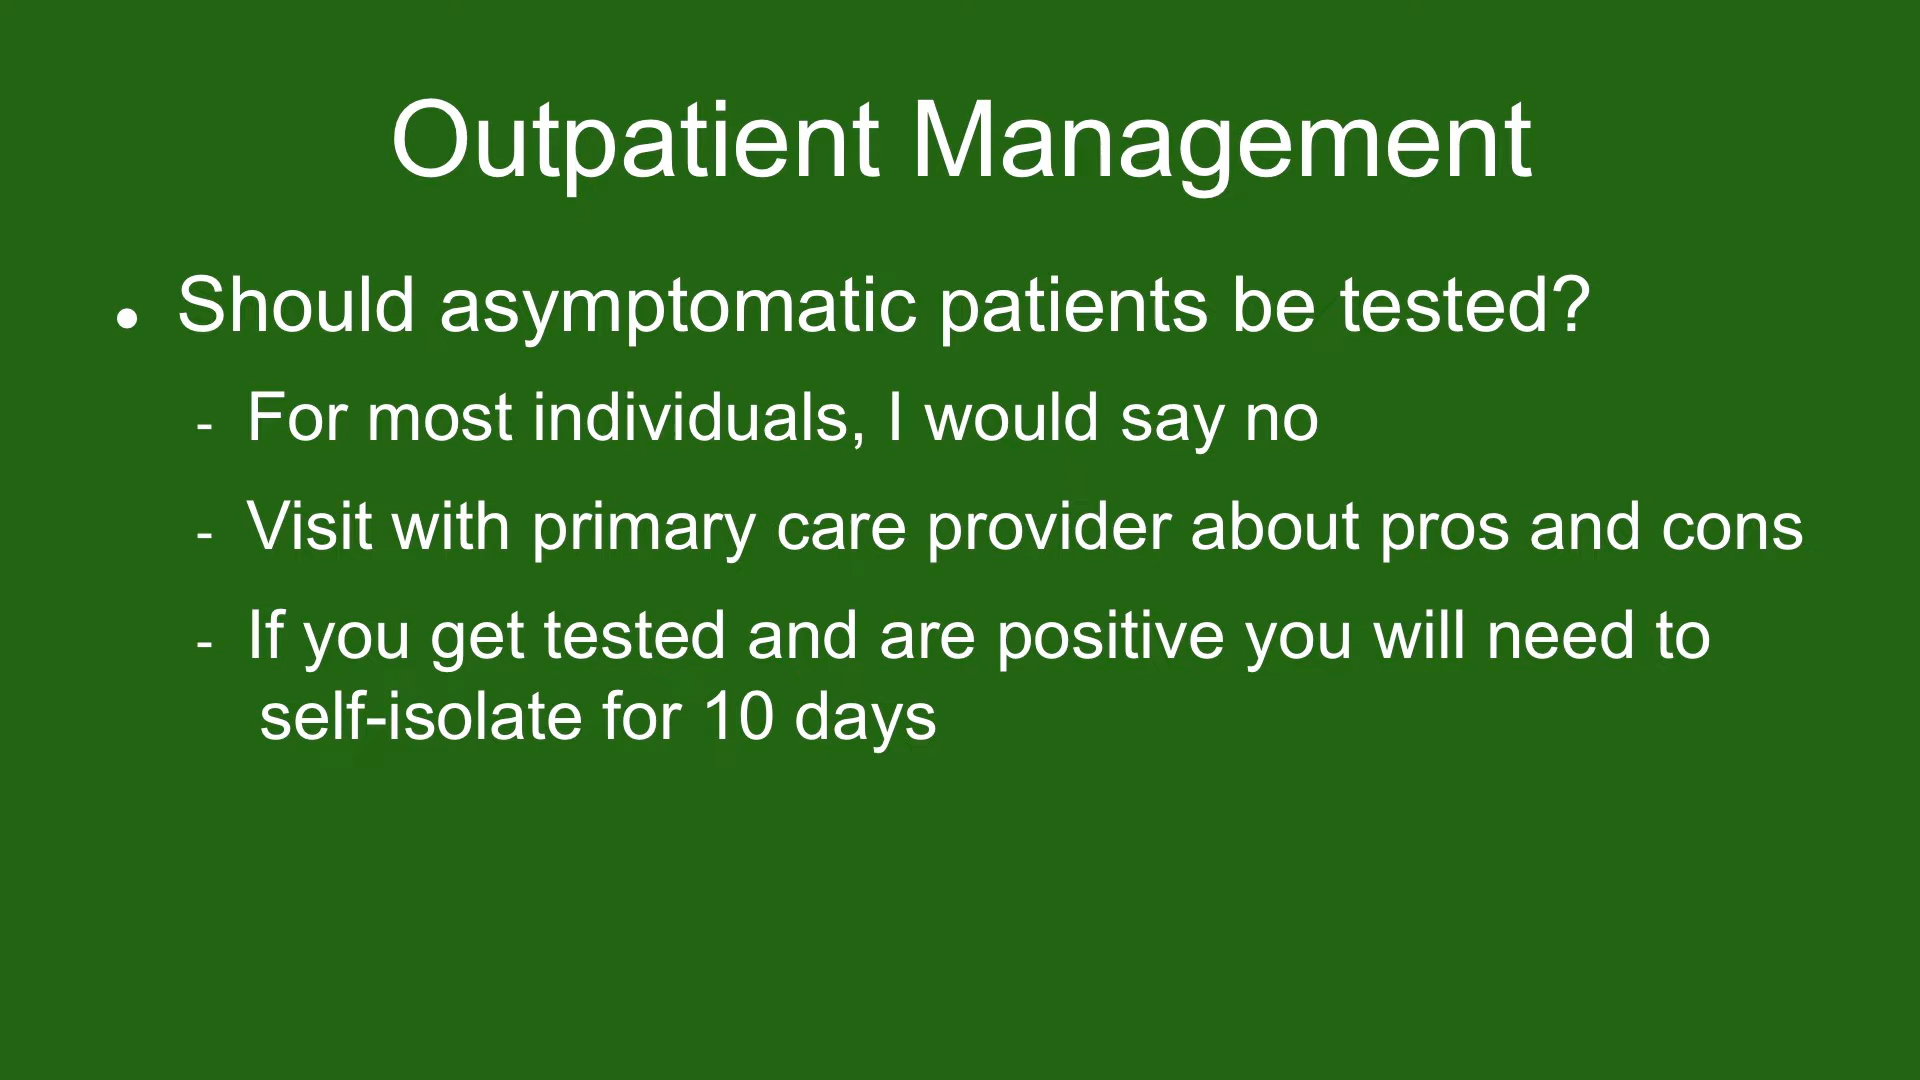 Outpatient Management
• Should asymptomatic patients be tested?
- For most individuals, I would say no
- Visit with primary care provider about pros and cons
- If you get tested and are positive you will need to
self-isolate for 10 days